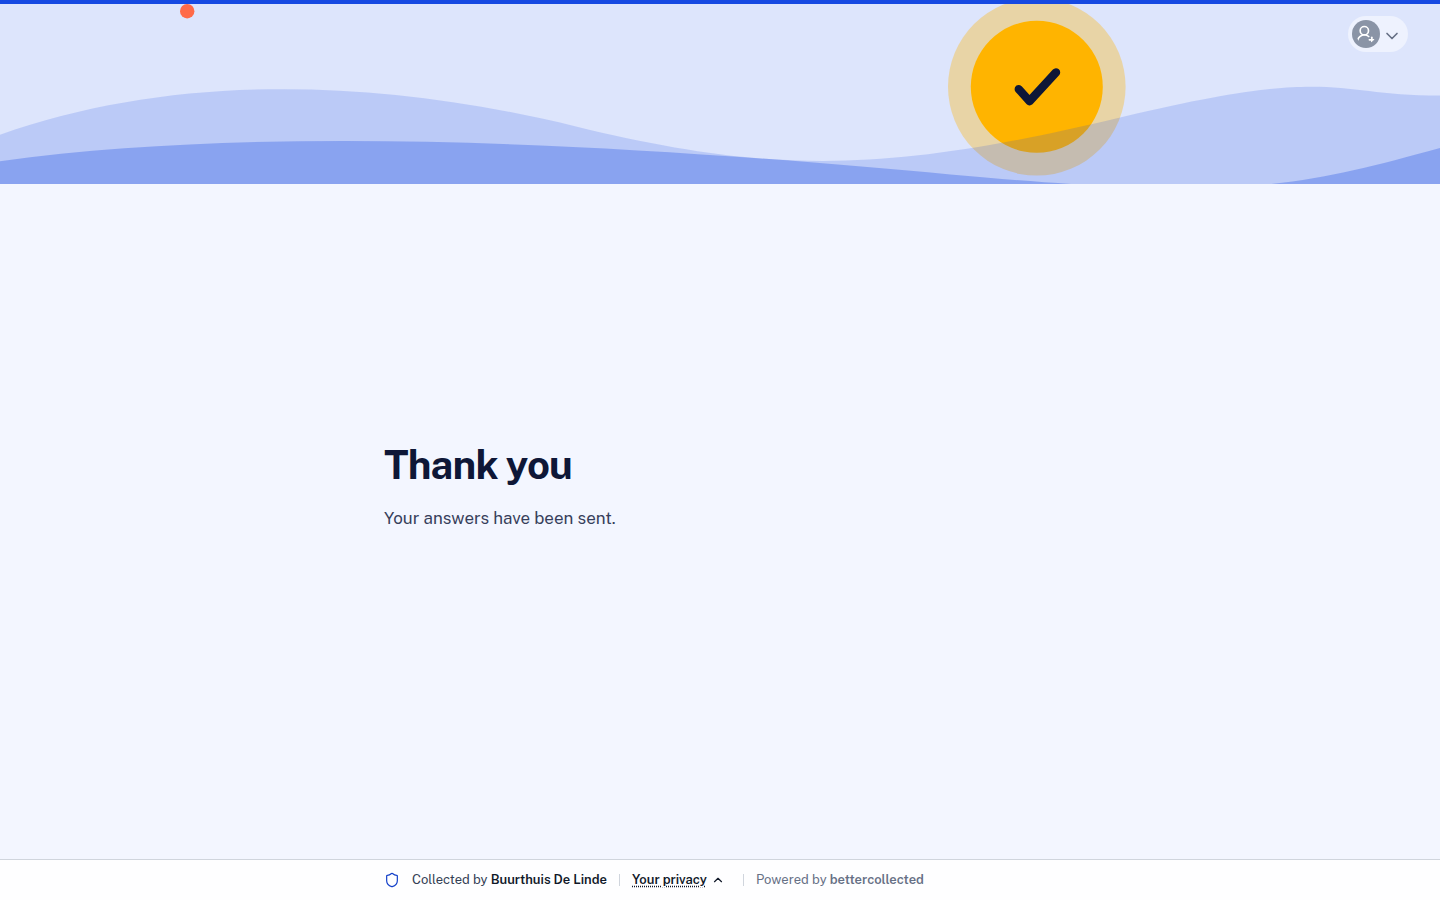 Thank you
Your answers have been sent.
Collected by Buurthuis De Linde
Your privacy
Powered by bettercollected